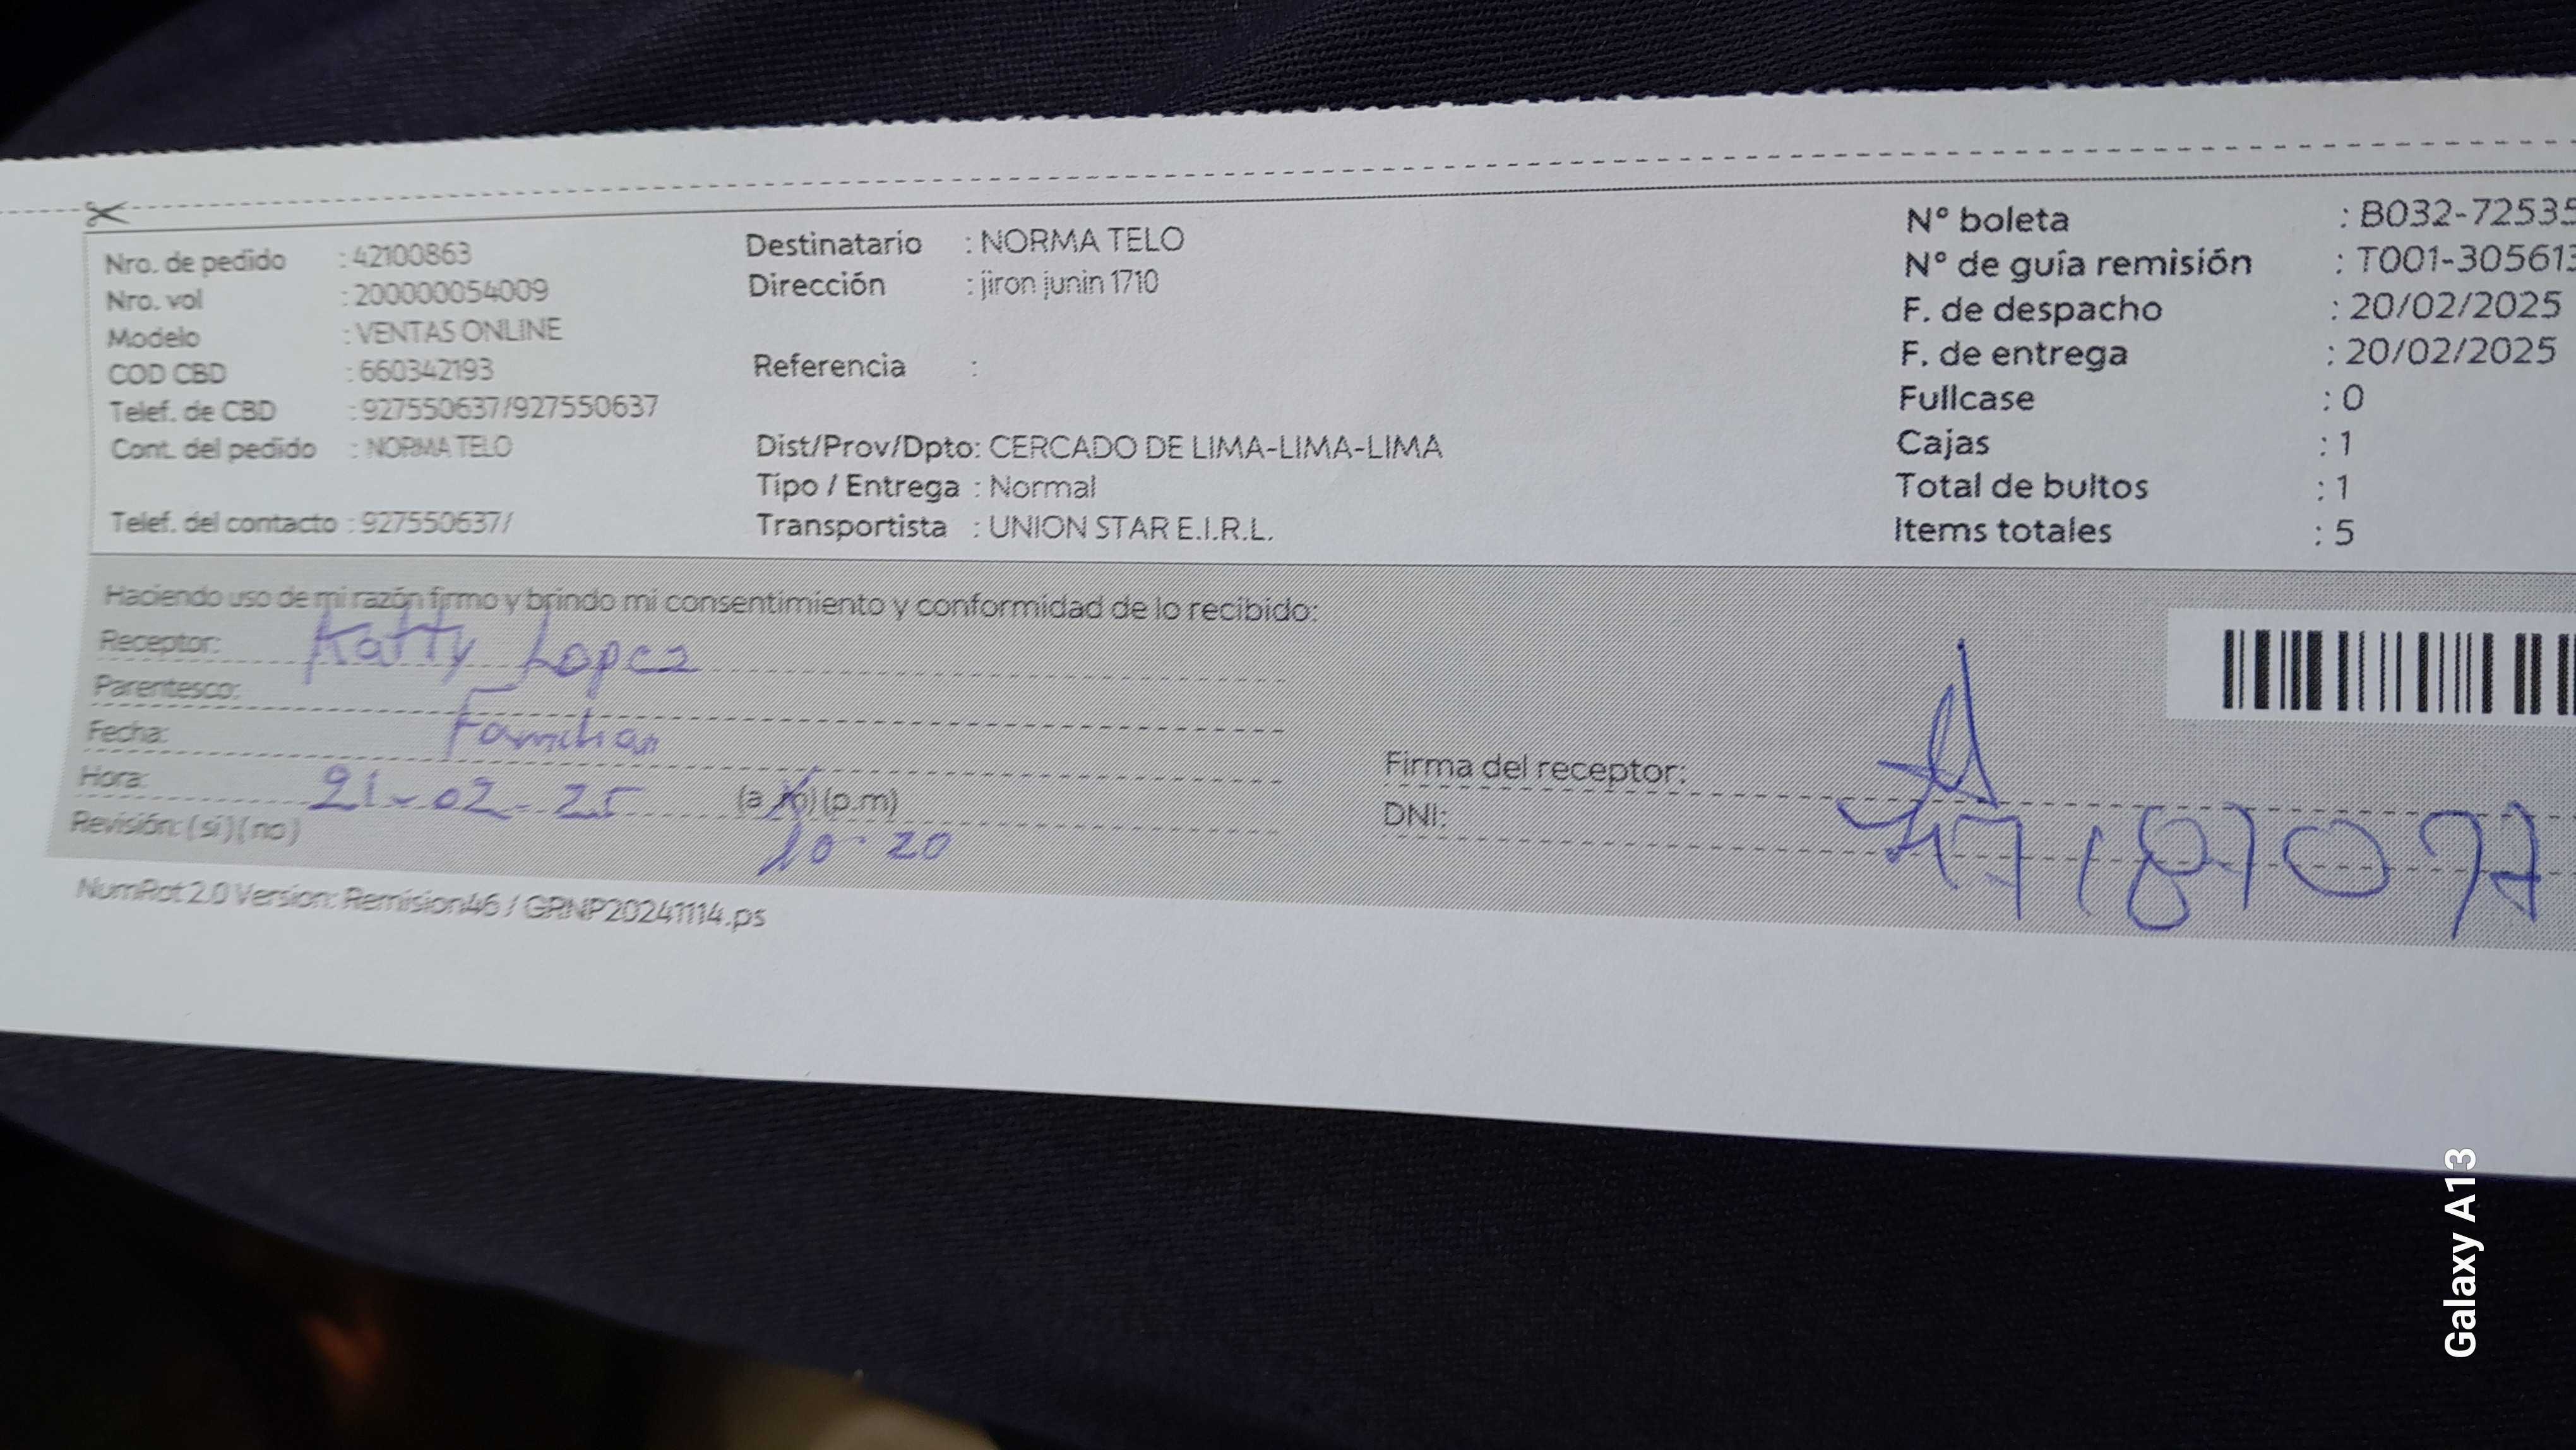 Nro. de pedido : 42100863
Nro. vol : 200000054009
Modelo : VENTAS ONLINE
COD CBD : 660342193
Telef. de CBD : 927550637/927550637
Cont. del pedido : NORMA TELO
Telef. del contacto : 927550637/
Destinatario : NORMA TELO
Dirección : jiron junin 1710
Referencia :
Dist/Prov/Dpto: CERCADO DE LIMA-LIMA-LIMA
Tipo / Entrega : Normal
Transportista : UNION STAR E.I.R.L.
N° boleta : B032-72535
N° de guía remisión : T001-305613
F. de despacho : 20/02/2025
F. de entrega : 20/02/2025
Fullcase : 0
Cajas : 1
Total de bultos : 1
Items totales : 5
Haciendo uso de mi razón firmo y brindo mi consentimiento y conformidad de lo recibido:
Receptor: Katty Lopez
Parentesco:
Fecha: Familiar
Hora: 21-02-25 (a.m)(p.m)
Revisión: (si)(no) 10-20
Firma del receptor:
DNI:
NumRot 2.0 Version: Remision46 / GRNP20241114.ps
Galaxy A13